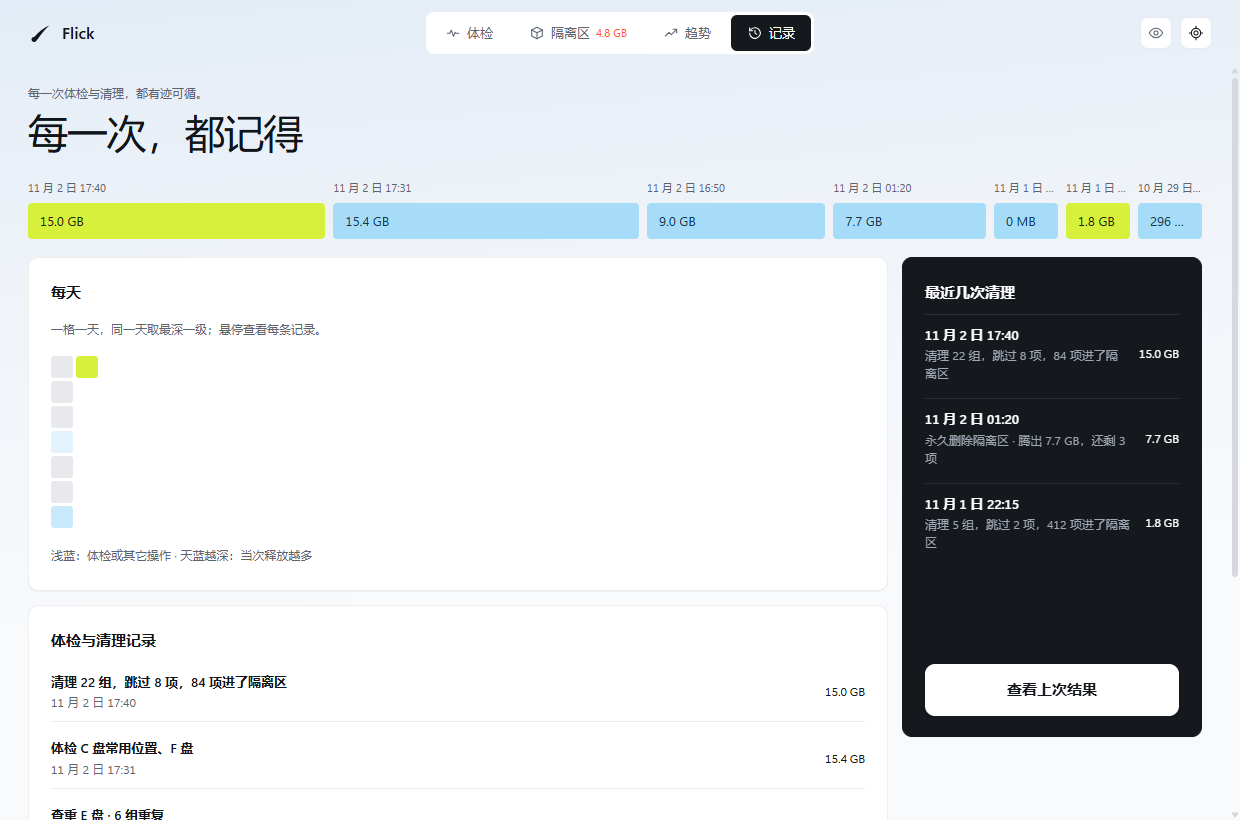 Flick
体检
隔离区 4.8 GB
趋势
记录
每一次体检与清理，都有迹可循。
每一次，都记得
11 月 2 日 17:40
11 月 2 日 17:31
11 月 2 日 16:50
11 月 2 日 01:20
11 月 1 日 ...
11 月 1 日 ...
10 月 29 日...
15.0 GB
15.4 GB
9.0 GB
7.7 GB
0 MB
1.8 GB
296 ...
每天
一格一天，同一天取最深一级；悬停查看每条记录。
浅蓝：体检或其它操作 · 天蓝越深：当次释放越多
最近几次清理
11 月 2 日 17:40
清理 22 组，跳过 8 项，84 项进了隔
离区
15.0 GB
11 月 2 日 01:20
永久删除隔离区 · 腾出 7.7 GB，还剩 3
项
7.7 GB
11 月 1 日 22:15
清理 5 组，跳过 2 项，412 项进了隔离
区
1.8 GB
查看上次结果
体检与清理记录
清理 22 组，跳过 8 项，84 项进了隔离区
11 月 2 日 17:40
15.0 GB
体检 C 盘常用位置、F 盘
11 月 2 日 17:31
15.4 GB
查重 E 盘 · 6 组重复